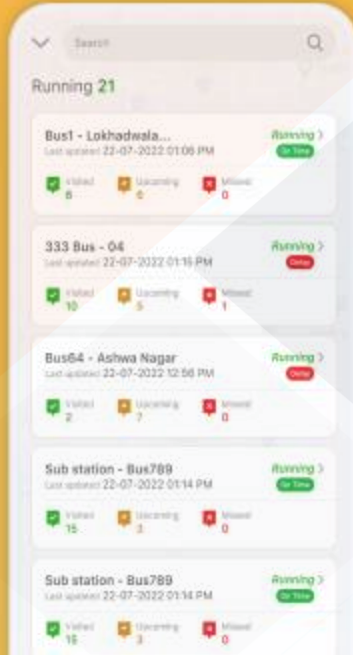 Search
Running 21
Bus1 - Lokhadwala... Running >
Last updated 22-07-2022 01:06 PM On Time
Visited Upcoming Missed
6 6 0
333 Bus - 04 Running >
Last updated 22-07-2022 01:15 PM Delay
Visited Upcoming Missed
10 5 1
Bus64 - Ashwa Nagar Running >
Last updated 22-07-2022 12:56 PM Delay
Visited Upcoming Missed
2 7 0
Sub station - Bus789 Running >
Last updated 22-07-2022 01:14 PM On Time
Visited Upcoming Missed
15 3 0
Sub station - Bus789 Running >
Last updated 22-07-2022 01:14 PM On Time
Visited Upcoming Missed
15 3 0